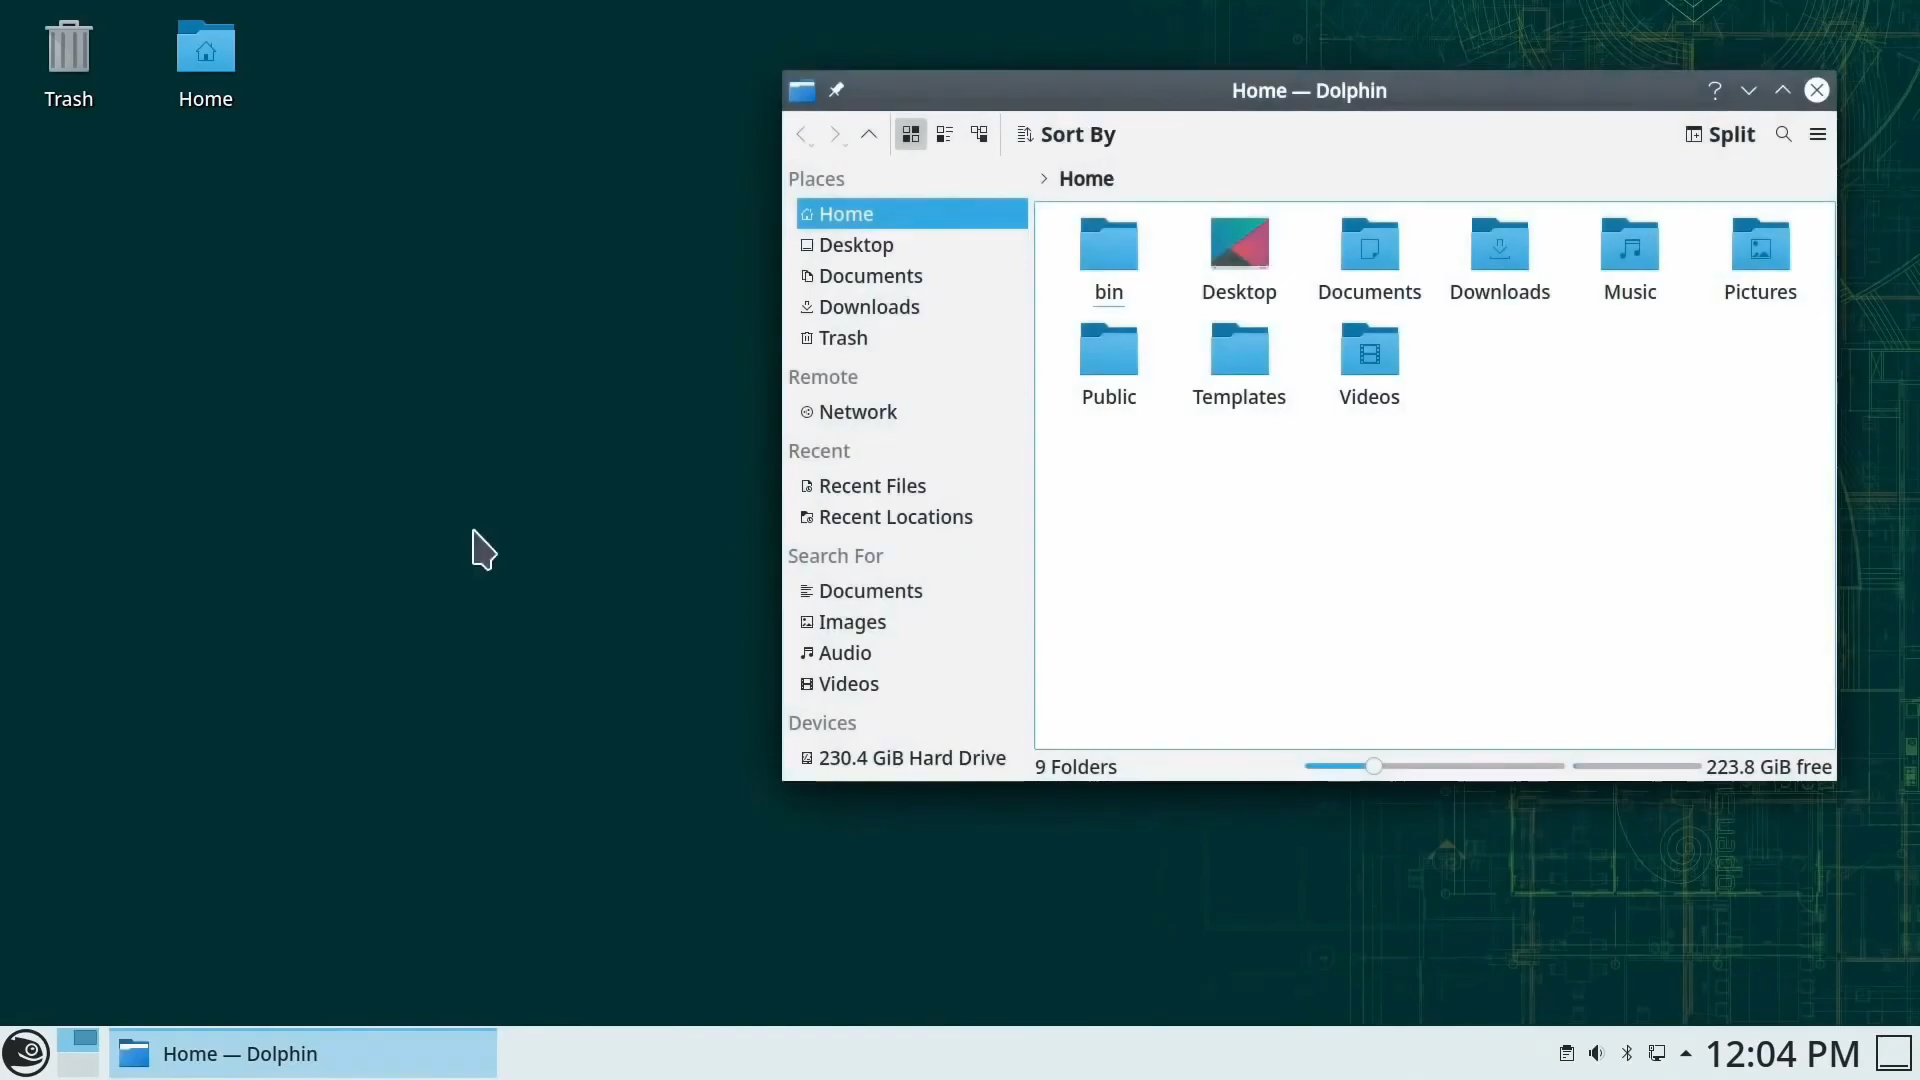 Trash
Home
Home — Dolphin
Sort By
Split
Places
Home
Desktop
Documents
Downloads
Trash
Remote
Network
Recent
Recent Files
Recent Locations
Search For
Documents
Images
Audio
Videos
Devices
230.4 GiB Hard Drive
Home
bin
Desktop
Documents
Downloads
Music
Pictures
Public
Templates
Videos
9 Folders
223.8 GiB free
Home — Dolphin
12:04 PM